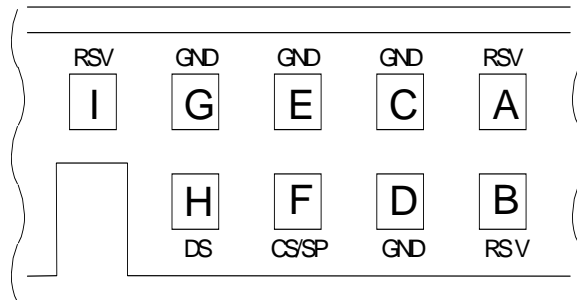 RSV GND GND GND RSV
I G E C A
H F D B
DS CS/SP GND RSV